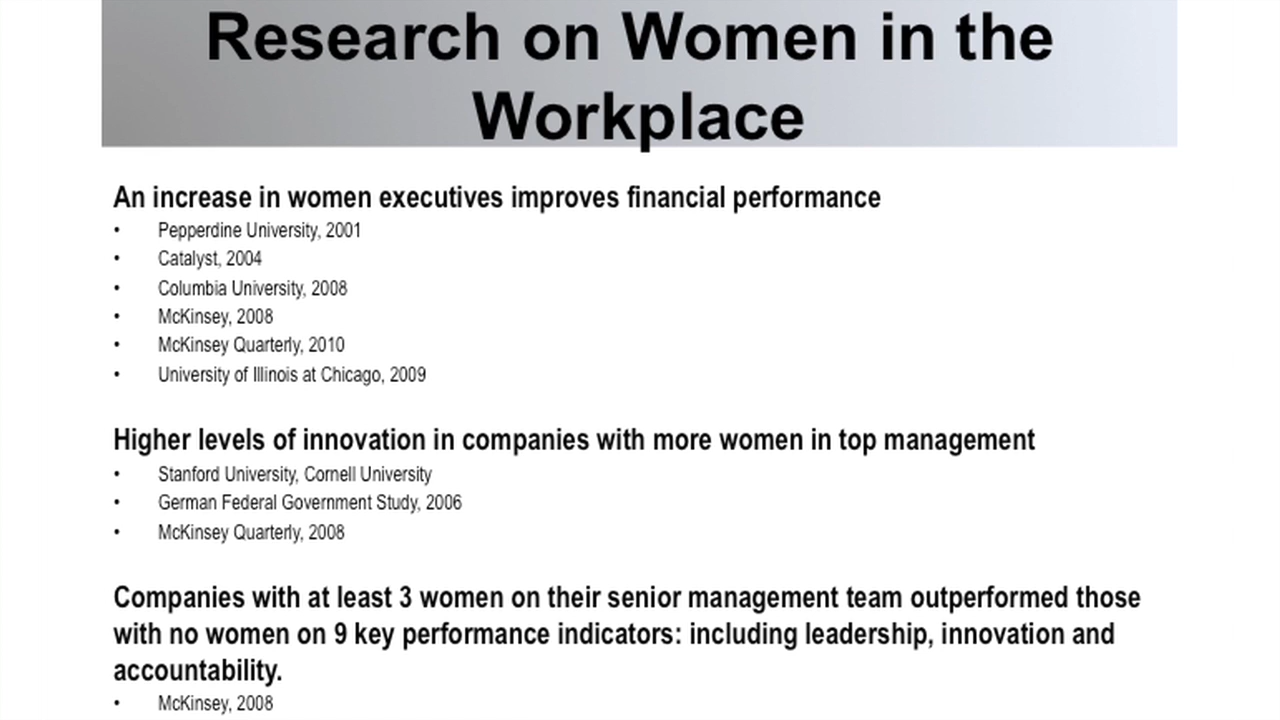 Research on Women in the
Workplace
An increase in women executives improves financial performance
• Pepperdine University, 2001
• Catalyst, 2004
• Columbia University, 2008
• McKinsey, 2008
• McKinsey Quarterly, 2010
• University of Illinois at Chicago, 2009
Higher levels of innovation in companies with more women in top management
• Stanford University, Cornell University
• German Federal Government Study, 2006
• McKinsey Quarterly, 2008
Companies with at least 3 women on their senior management team outperformed those
with no women on 9 key performance indicators: including leadership, innovation and
accountability.
• McKinsey, 2008